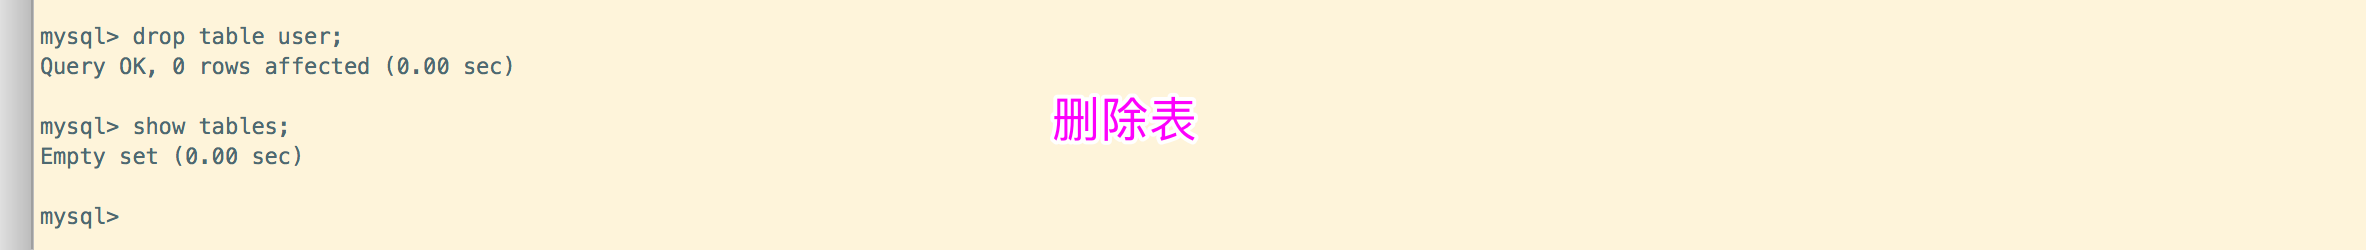 mysql> drop table user;
Query OK, 0 rows affected (0.00 sec)
删除表
mysql> show tables;
Empty set (0.00 sec)
mysql>